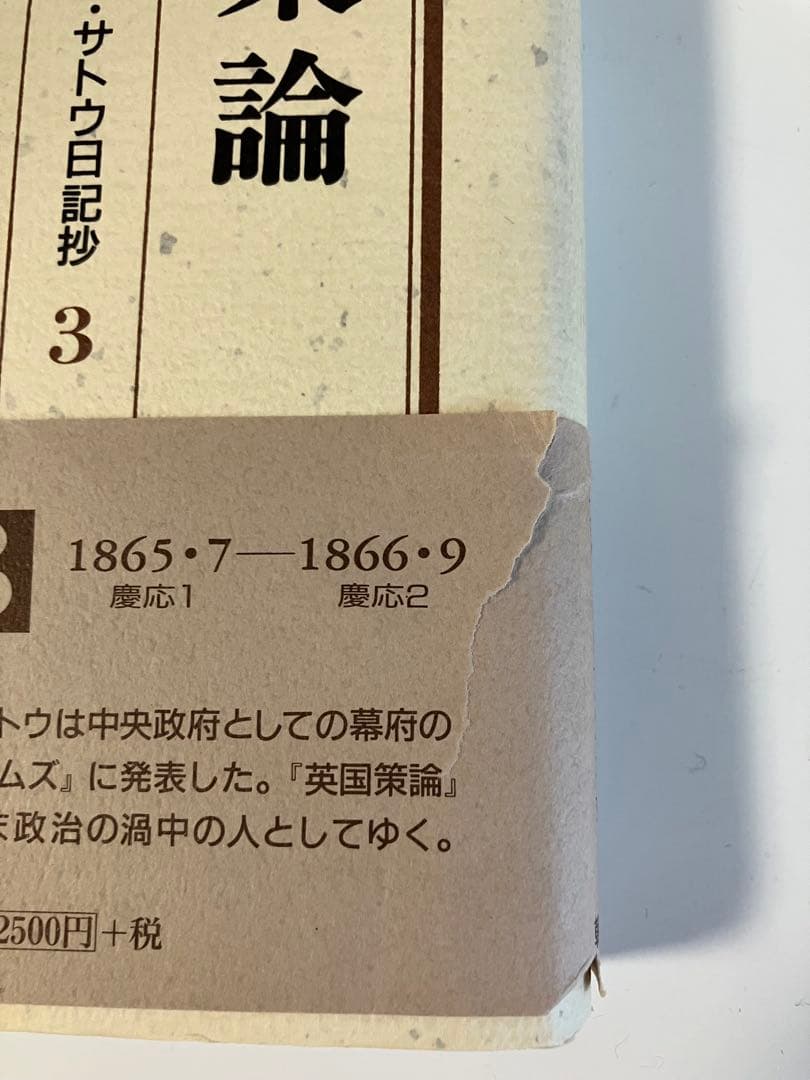 論
・サトウ日記抄 3
1865・7―1866・9
慶応1 慶応2
トウは中央政府としての幕府の
ムズ』に発表した。『英国策論』
政治の渦中の人としてゆく。
2500円+税